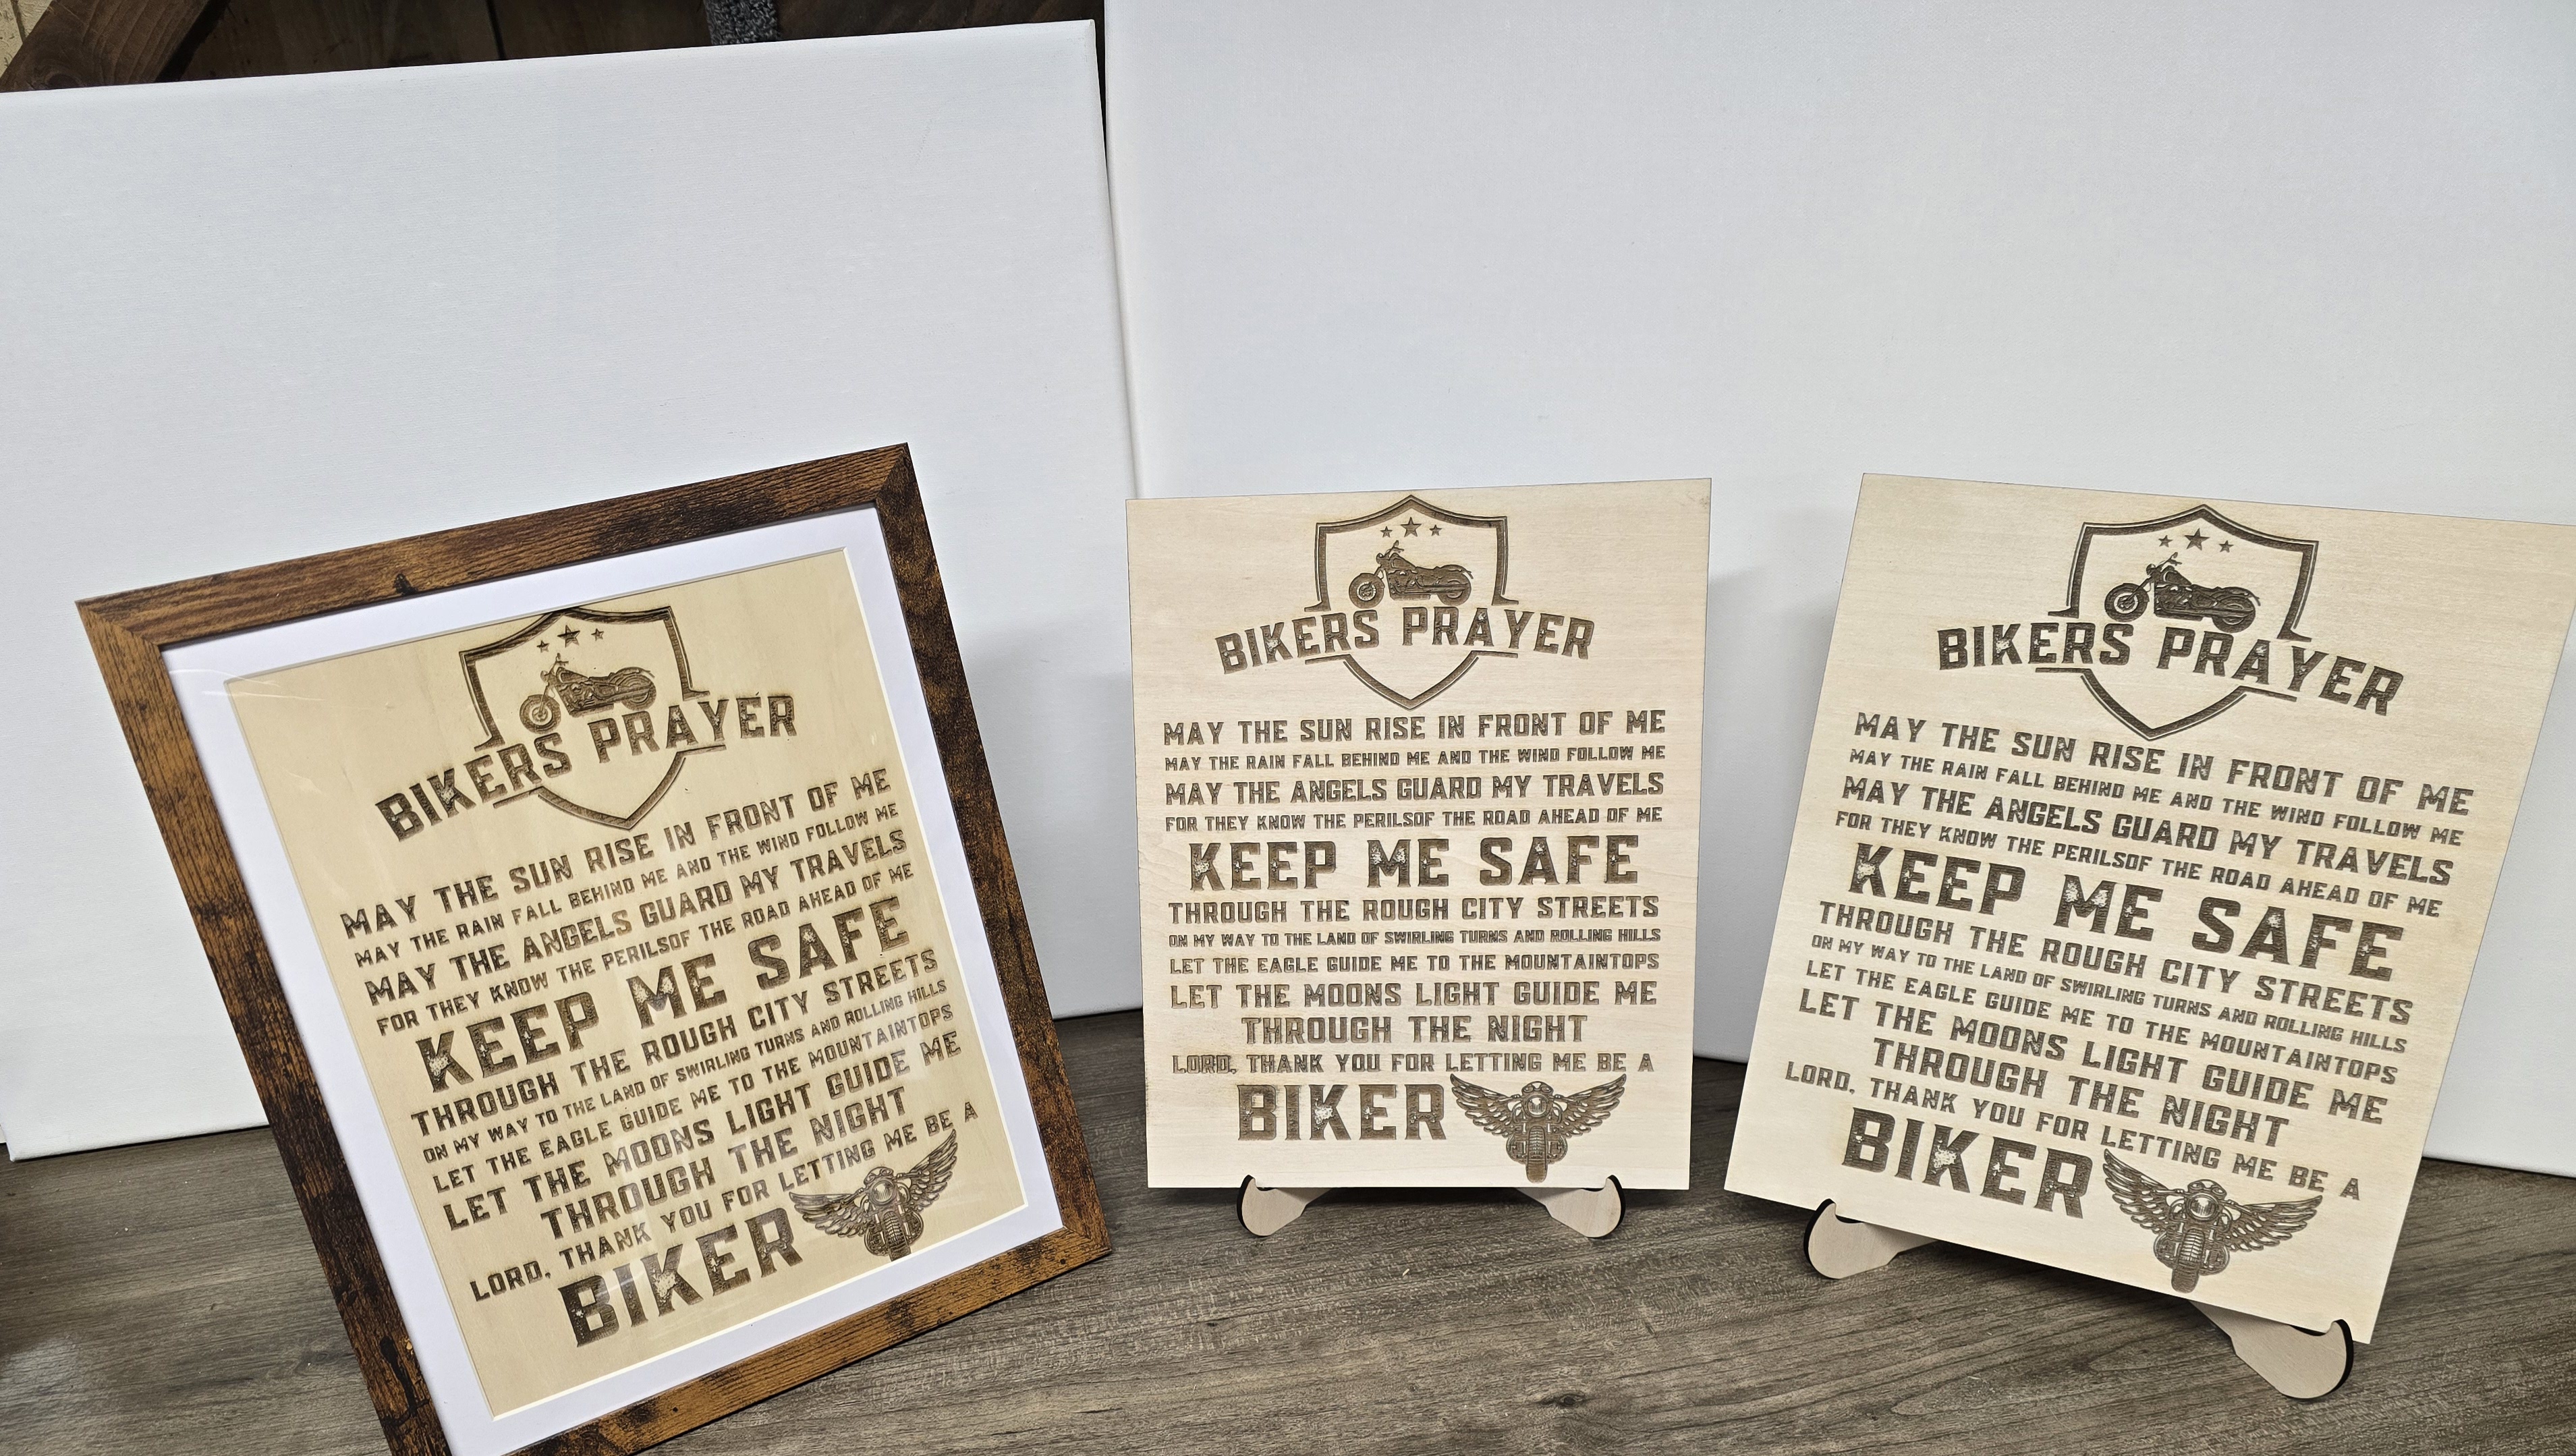 BIKERS PRAYER
MAY THE SUN RISE IN FRONT OF ME
MAY THE RAIN FALL BEHIND ME AND THE WIND FOLLOW ME
MAY THE ANGELS GUARD MY TRAVELS
FOR THEY KNOW THE PERILSOF THE ROAD AHEAD OF ME
KEEP ME SAFE
THROUGH THE ROUGH CITY STREETS
ON MY WAY TO THE LAND OF SWIRLING TURNS AND ROLLING HILLS
LET THE EAGLE GUIDE ME TO THE MOUNTAINTOPS
LET THE MOONS LIGHT GUIDE ME
THROUGH THE NIGHT
LORD, THANK YOU FOR LETTING ME BE A
BIKER
BIKERS PRAYER
MAY THE SUN RISE IN FRONT OF ME
MAY THE RAIN FALL BEHIND ME AND THE WIND FOLLOW ME
MAY THE ANGELS GUARD MY TRAVELS
FOR THEY KNOW THE PERILSOF THE ROAD AHEAD OF ME
KEEP ME SAFE
THROUGH THE ROUGH CITY STREETS
ON MY WAY TO THE LAND OF SWIRLING TURNS AND ROLLING HILLS
LET THE EAGLE GUIDE ME TO THE MOUNTAINTOPS
LET THE MOONS LIGHT GUIDE ME
THROUGH THE NIGHT
LORD, THANK YOU FOR LETTING ME BE A
BIKER
BIKERS PRAYER
MAY THE SUN RISE IN FRONT OF ME
MAY THE RAIN FALL BEHIND ME AND THE WIND FOLLOW ME
MAY THE ANGELS GUARD MY TRAVELS
FOR THEY KNOW THE PERILSOF THE ROAD AHEAD OF ME
KEEP ME SAFE
THROUGH THE ROUGH CITY STREETS
ON MY WAY TO THE LAND OF SWIRLING TURNS AND ROLLING HILLS
LET THE EAGLE GUIDE ME TO THE MOUNTAINTOPS
LET THE MOONS LIGHT GUIDE ME
THROUGH THE NIGHT
LORD, THANK YOU FOR LETTING ME BE A
BIKER